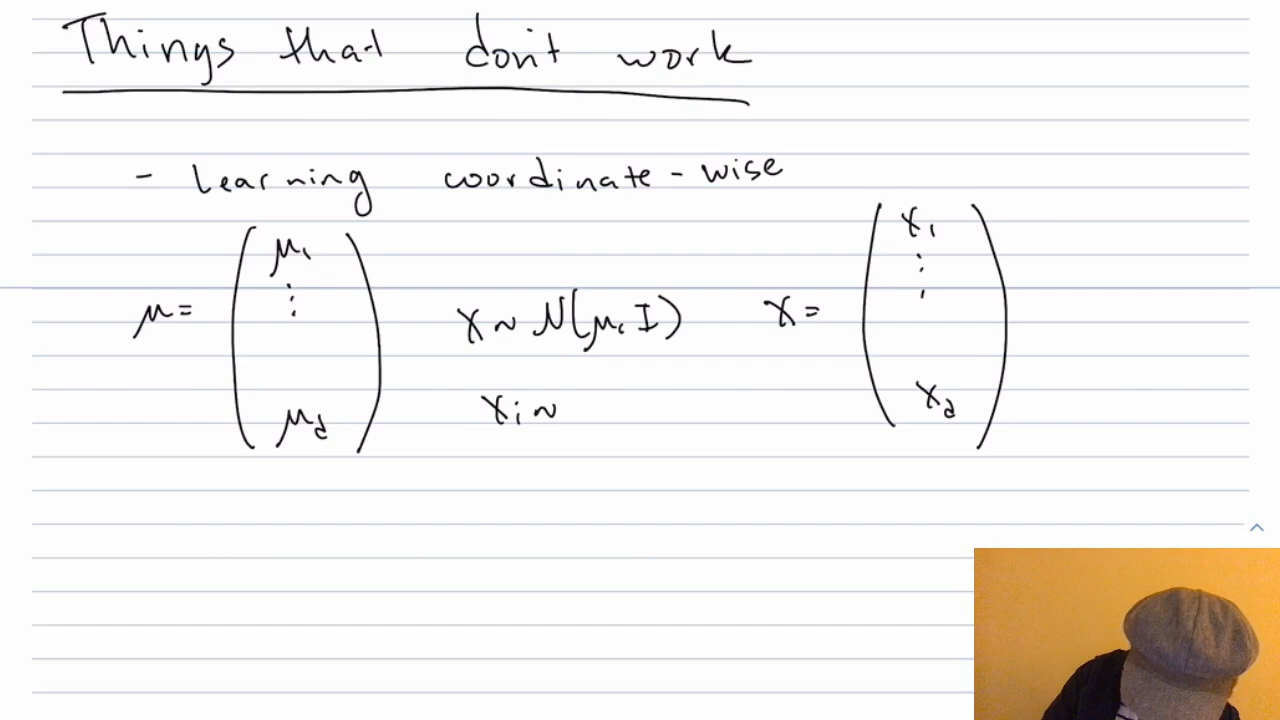 Things that don't work
- Learning coordinate-wise
μ = (μ₁ ⋮ μ_d) X ~ N(μ, I) X = (X₁ ⋮ X_d)
X_i ~